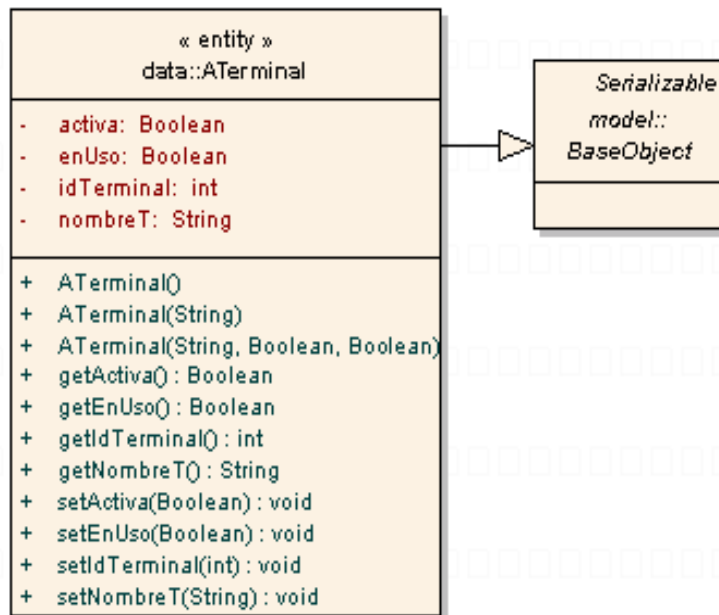 « entity »
data::ATerminal
- activa: Boolean
- enUso: Boolean
- idTerminal: int
- nombreT: String
+ ATerminal()
+ ATerminal(String)
+ ATerminal(String, Boolean, Boolean)
+ getActiva() : Boolean
+ getEnUso() : Boolean
+ getIdTerminal() : int
+ getNombreT() : String
+ setActiva(Boolean) : void
+ setEnUso(Boolean) : void
+ setIdTerminal(int) : void
+ setNombreT(String) : void
Serializable
model::
BaseObject